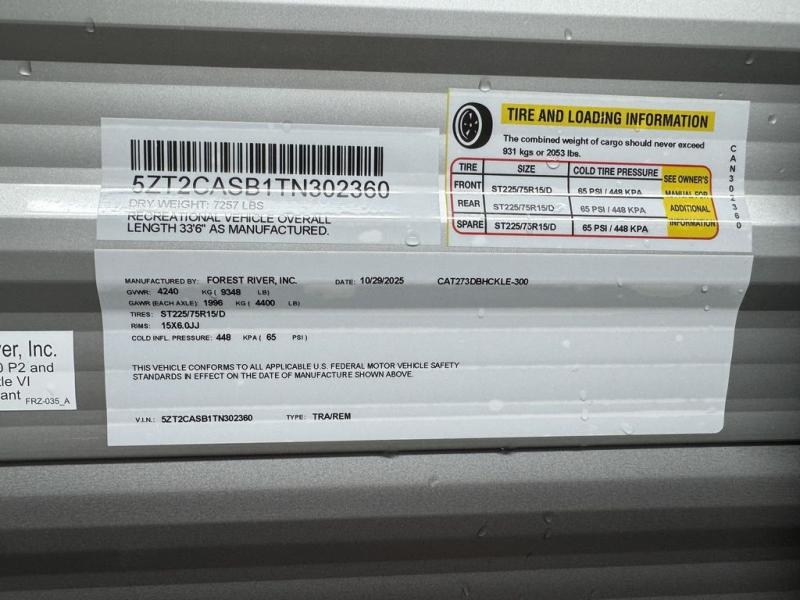 5ZT2CASB1TN302360
DRY WEIGHT: 7257 LBS
RECREATIONAL VEHICLE OVERALL
LENGTH 33'6" AS MANUFACTURED.
TIRE AND LOADING INFORMATION
The combined weight of cargo should never exceed
931 kgs or 2053 lbs.
TIRE SIZE COLD TIRE PRESSURE SEE OWNER'S
FRONT ST225/75R15/D 65 PSI / 448 KPA MANUAL FOR
REAR ST225/75R15/D 65 PSI / 448 KPA ADDITIONAL
SPARE ST225/75R15/D 65 PSI / 448 KPA INFORMATION
CAN302360
MANUFACTURED BY: FOREST RIVER, INC. DATE: 10/29/2025 CAT273DBHCKLE-300
GVWR: 4240 KG ( 9348 LB)
GAWR (EACH AXLE): 1996 KG ( 4400 LB)
TIRES: ST225/75R15/D
RIMS: 15X6.0JJ
COLD INFL. PRESSURE: 448 KPA ( 65 PSI )
THIS VEHICLE CONFORMS TO ALL APPLICABLE U.S. FEDERAL MOTOR VEHICLE SAFETY
STANDARDS IN EFFECT ON THE DATE OF MANUFACTURE SHOWN ABOVE.
V.I.N.: 5ZT2CASB1TN302360 TYPE: TRA/REM
er, Inc.
0 P2 and
tle VI
ant FRZ-035_A